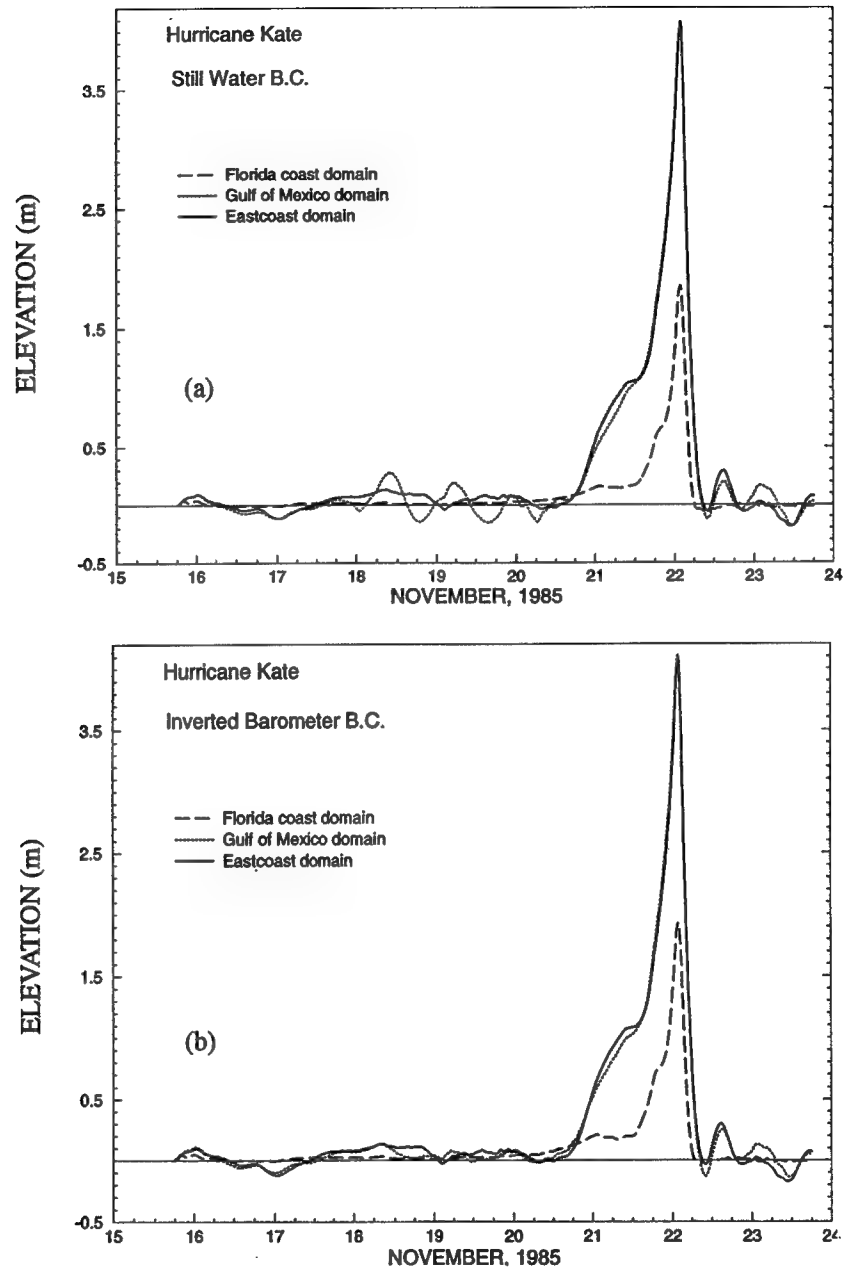 Hurricane Kate
Still Water B.C.
Florida coast domain
Gulf of Mexico domain
Eastcoast domain
ELEVATION (m)
3.5
2.5
1.5
0.5
-0.5
(a)
15 16 17 18 19 20 21 22 23 24
NOVEMBER, 1985
Hurricane Kate
Inverted Barometer B.C.
Florida coast domain
Gulf of Mexico domain
Eastcoast domain
ELEVATION (m)
3.5
2.5
1.5
0.5
-0.5
(b)
15 16 17 18 19 20 21 22 23 24
NOVEMBER, 1985